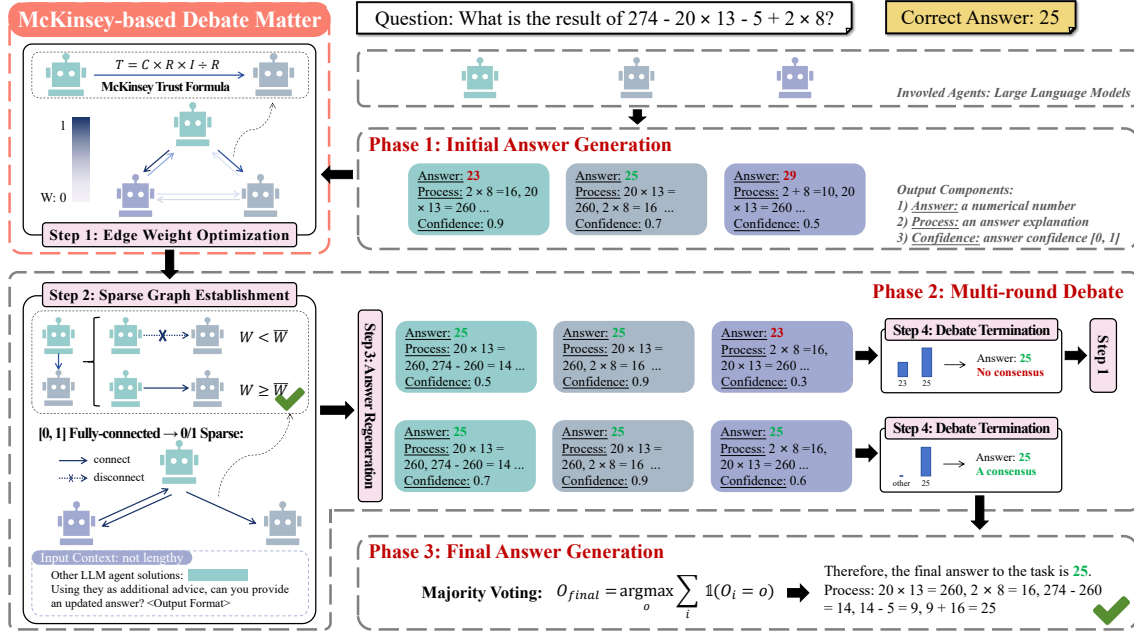 McKinsey-based Debate Matter
T = C × R × I ÷ R
McKinsey Trust Formula
1
W: 0
Step 1: Edge Weight Optimization
Question: What is the result of 274 - 20 × 13 - 5 + 2 × 8?
Correct Answer: 25
Invovled Agents: Large Language Models
Phase 1: Initial Answer Generation
Answer: 23
Process: 2 × 8 =16, 20
× 13 = 260 ...
Confidence: 0.9
Answer: 25
Process: 20 × 13 =
260, 2 × 8 = 16 ...
Confidence: 0.7
Answer: 29
Process: 2 + 8 =10, 20
× 13 = 260 ...
Confidence: 0.5
Output Components:
1) Answer: a numerical number
2) Process: an answer explanation
3) Confidence: answer confidence [0, 1]
Step 2: Sparse Graph Establishment
W < W̅
W ≥ W̅
[0, 1] Fully-connected → 0/1 Sparse:
connect
disconnect
Input Context: not lengthy
Other LLM agent solutions:
Using they as additional advice, can you provide
an updated answer? <Output Format>
Phase 2: Multi-round Debate
Step 3: Answer Regeneration
Answer: 25
Process: 20 × 13 =
260, 274 - 260 = 14 ...
Confidence: 0.5
Answer: 25
Process: 20 × 13 =
260, 2 × 8 = 16 ...
Confidence: 0.9
Answer: 23
Process: 2 × 8 =16,
20 × 13 = 260 ...
Confidence: 0.3
Step 4: Debate Termination
23 25
Answer: 25
No consensus
Step 1
Answer: 25
Process: 20 × 13 =
260, 274 - 260 = 14 ...
Confidence: 0.7
Answer: 25
Process: 20 × 13 =
260, 2 × 8 = 16 ...
Confidence: 0.9
Answer: 25
Process: 2 × 8 =16,
20 × 13 = 260 ...
Confidence: 0.6
Step 4: Debate Termination
other 25
Answer: 25
A consensus
Phase 3: Final Answer Generation
Majority Voting: O_final = argmax_o ∑_i 𝟙(O_i = o)
Therefore, the final answer to the task is 25.
Process: 20 × 13 = 260, 2 × 8 = 16, 274 - 260
= 14, 14 - 5 = 9, 9 + 16 = 25